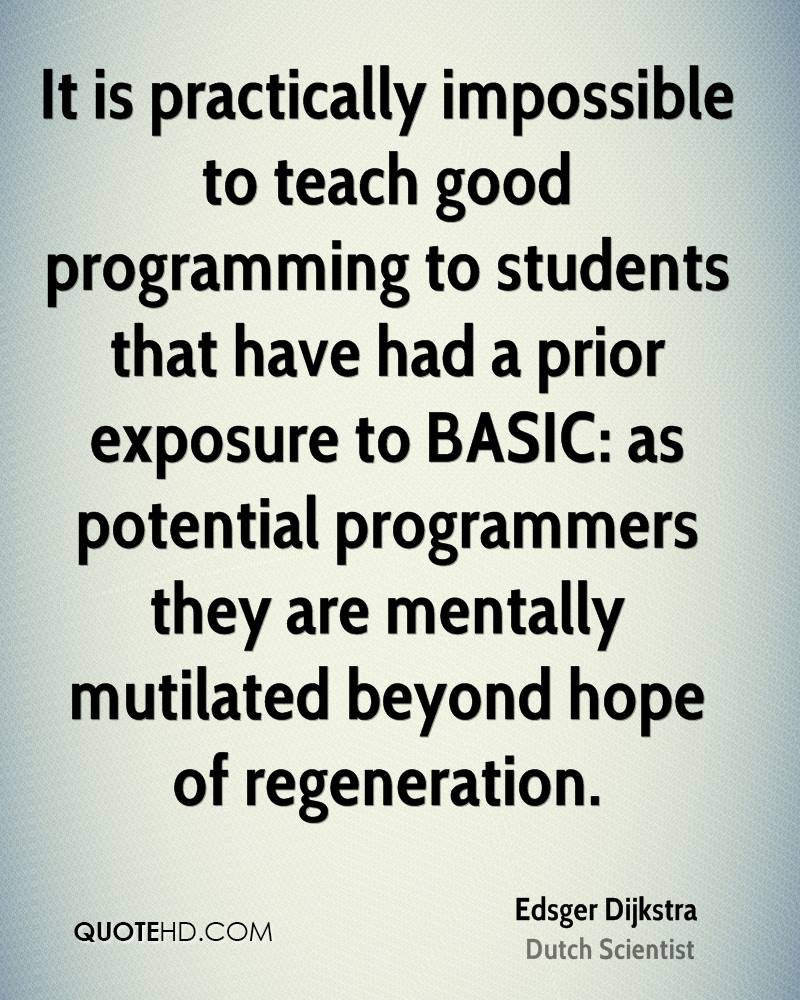 It is practically impossible
to teach good
programming to students
that have had a prior
exposure to BASIC: as
potential programmers
they are mentally
mutilated beyond hope
of regeneration.
Edsger Dijkstra
Dutch Scientist
QUOTEHD.COM